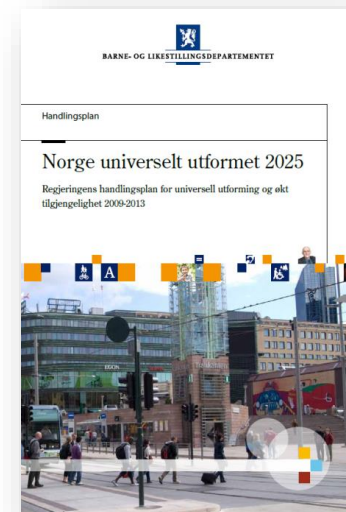 BARNE- OG LIKESTILLINGSDEPARTEMENTET
Handlingsplan
Norge universelt utformet 2025
Regjeringens handlingsplan for universell utforming og økt
tilgjengelighet 2009-2013
A